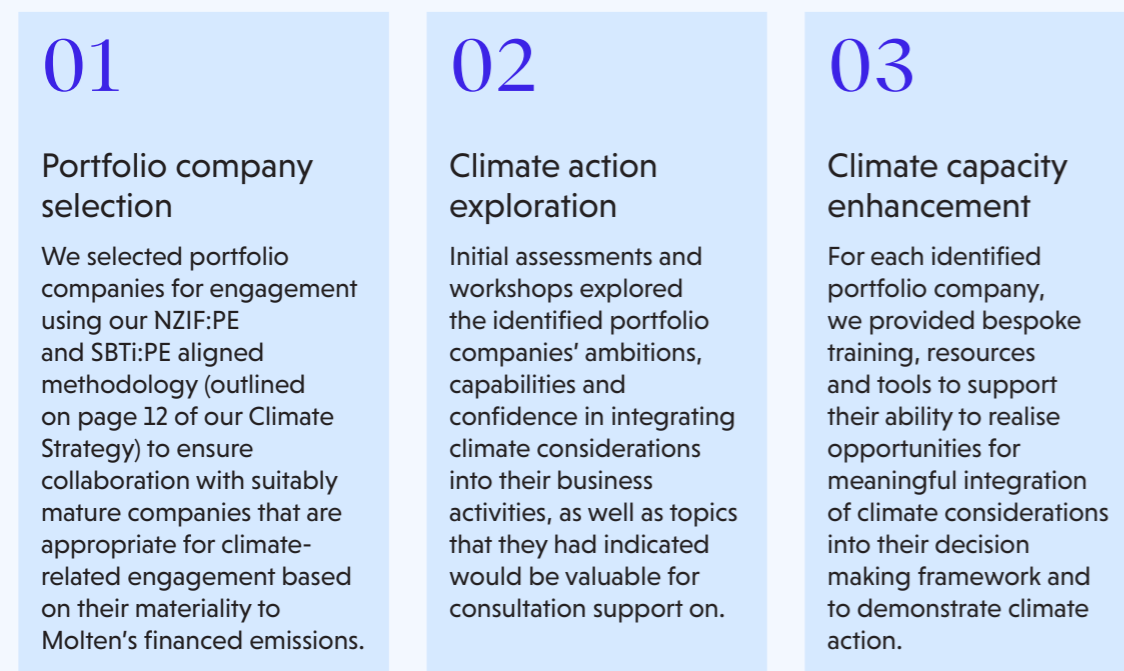 01
Portfolio company
selection
We selected portfolio
companies for engagement
using our NZIF:PE
and SBTi:PE aligned
methodology (outlined
on page 12 of our Climate
Strategy) to ensure
collaboration with suitably
mature companies that are
appropriate for climate-
related engagement based
on their materiality to
Molten's financed emissions.
02
Climate action
exploration
Initial assessments and
workshops explored
the identified portfolio
companies' ambitions,
capabilities and
confidence in integrating
climate considerations
into their business
activities, as well as topics
that they had indicated
would be valuable for
consultation support on.
03
Climate capacity
enhancement
For each identified
portfolio company,
we provided bespoke
training, resources
and tools to support
their ability to realise
opportunities for
meaningful integration
of climate considerations
into their decision
making framework and
to demonstrate climate
action.